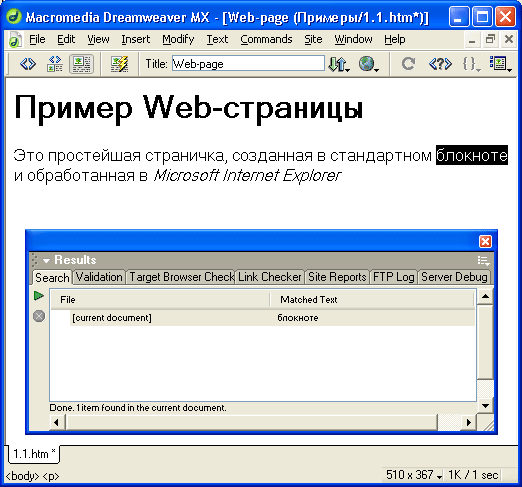 Macromedia Dreamweaver MX - [Web-page (Примеры/1.1.htm*)]
File Edit View Insert Modify Text Commands Site Window Help
Title: Web-page
Пример Web-страницы
Это простейшая страничка, созданная в стандартном блокноте
и обработанная в Microsoft Internet Explorer
Results
Search Validation Target Browser Check Link Checker Site Reports FTP Log Server Debug
File Matched Text
[current document] блокноте
Done. 1 item found in the current document.
1.1.htm*
<body> <p> 510 x 367 1K / 1 sec